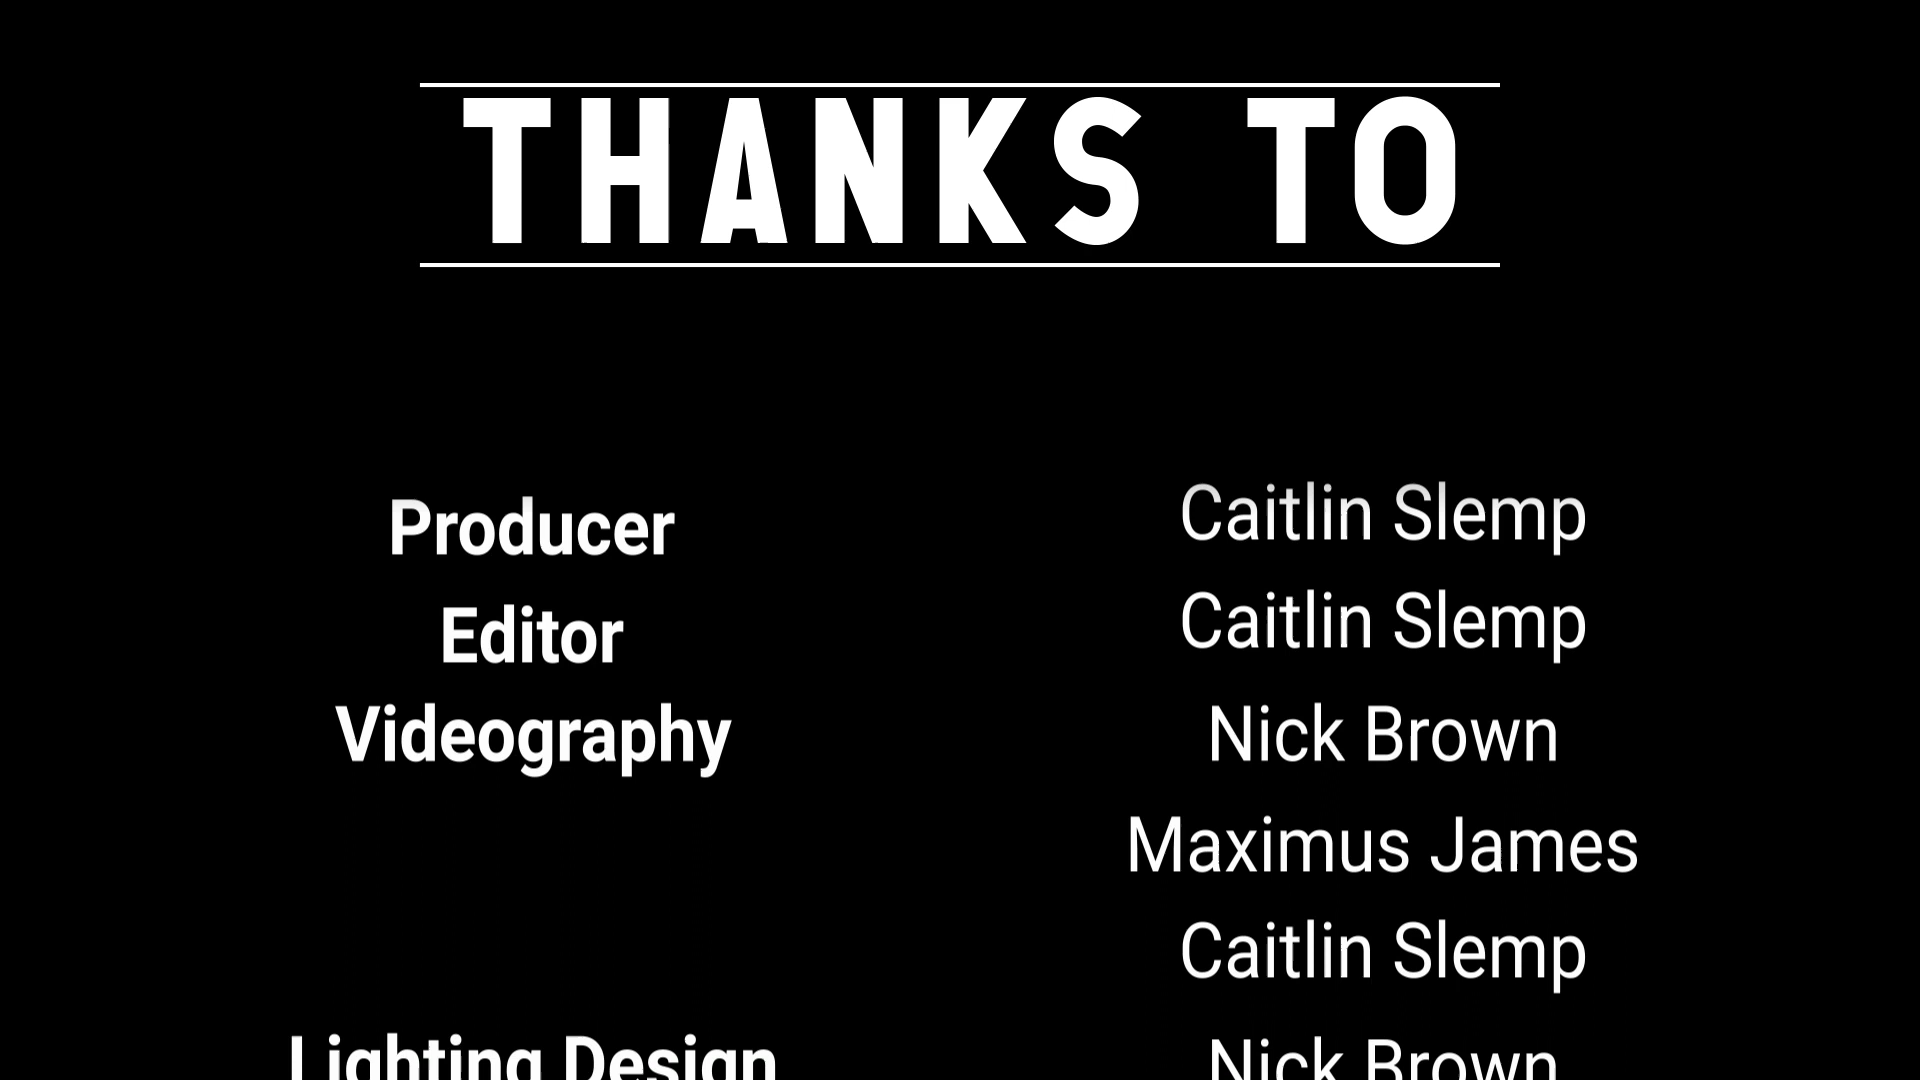 THANKS TO
Producer Caitlin Slemp
Editor Caitlin Slemp
Videography Nick Brown
Maximus James
Caitlin Slemp
Lighting Design Nick Brown